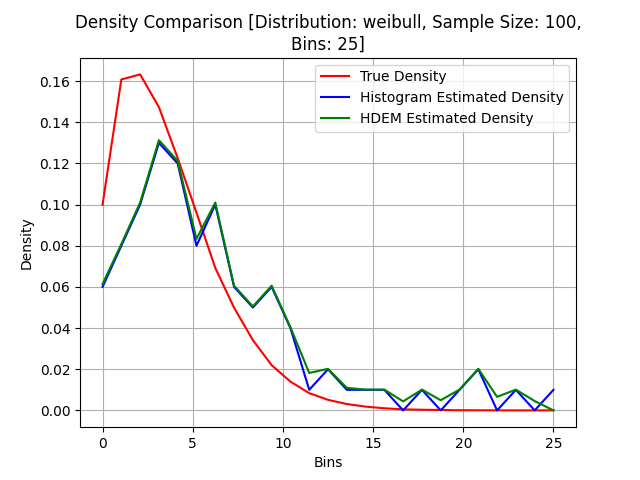 Density Comparison [Distribution: weibull, Sample Size: 100,
Bins: 25]
True Density
Histogram Estimated Density
HDEM Estimated Density
Density
0.16
0.14
0.12
0.10
0.08
0.06
0.04
0.02
0.00
0 5 10 15 20 25
Bins